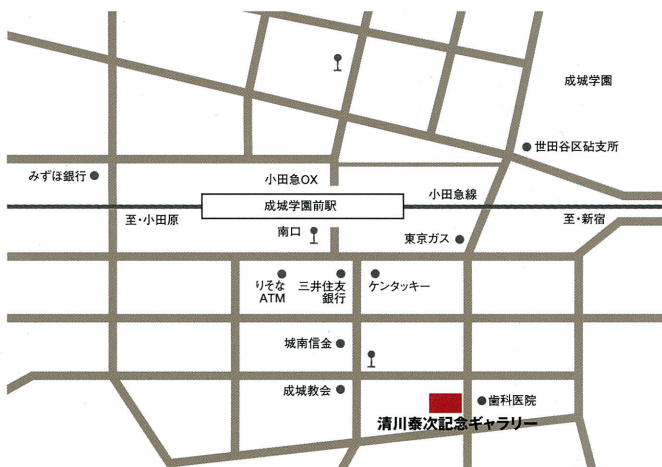 成城学園
世田谷区砧支所
みずほ銀行
小田急OX
小田急線
成城学園前駅
至・小田原
至・新宿
南口
東京ガス
りそな
ATM
三井住友
銀行
ケンタッキー
城南信金
成城教会
歯科医院
清川泰次記念ギャラリー